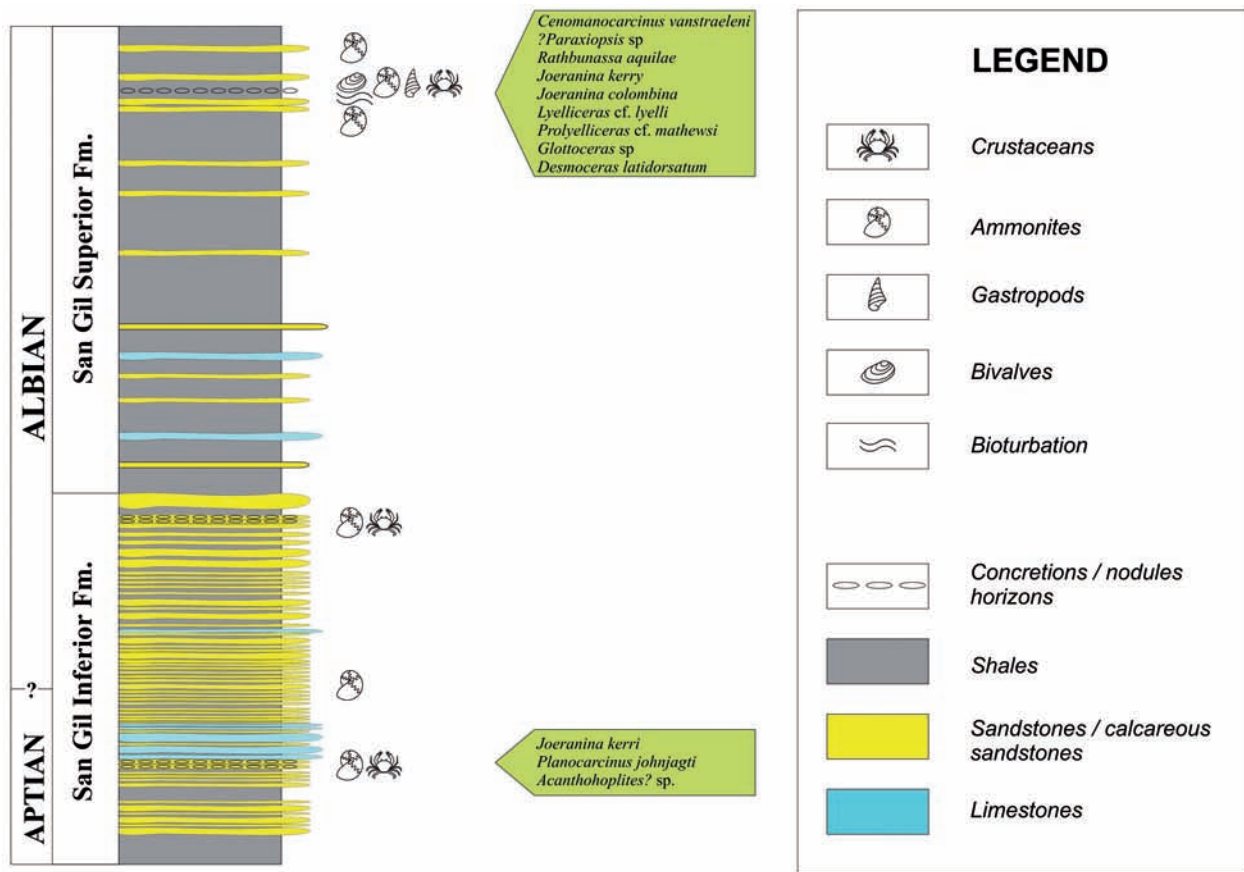 ALBIAN
?
APTIAN
San Gil Superior Fm.
San Gil Inferior Fm.
Cenomanocarcinus vanstraeleni
?Paraxiopsis sp
Rathbunassa aquilae
Joeranina kerry
Joeranina colombina
Lyelliceras cf. lyelli
Prolyelliceras cf. mathewsi
Glottoceras sp
Desmoceras latidorsatum
Joeranina kerri
Planocarcinus johnjagti
Acanthohoplites? sp.
LEGEND
Crustaceans
Ammonites
Gastropods
Bivalves
Bioturbation
Concretions / nodules
horizons
Shales
Sandstones / calcareous
sandstones
Limestones